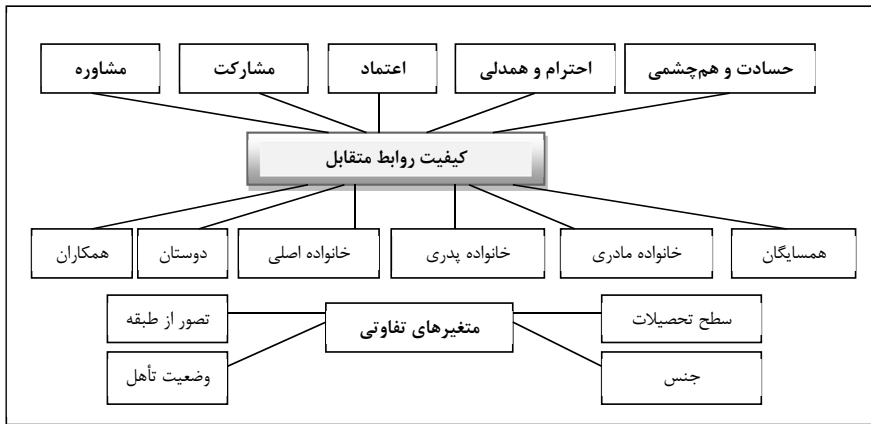 حسادت و هم‌چشمی
احترام و همدلی
اعتماد
مشارکت
مشاوره
کیفیت روابط متقابل
همسایگان
خانواده مادری
خانواده پدری
خانواده اصلی
دوستان
همکاران
سطح تحصیلات
متغیرهای تفاوتی
تصور از طبقه
جنس
وضعیت تأهل